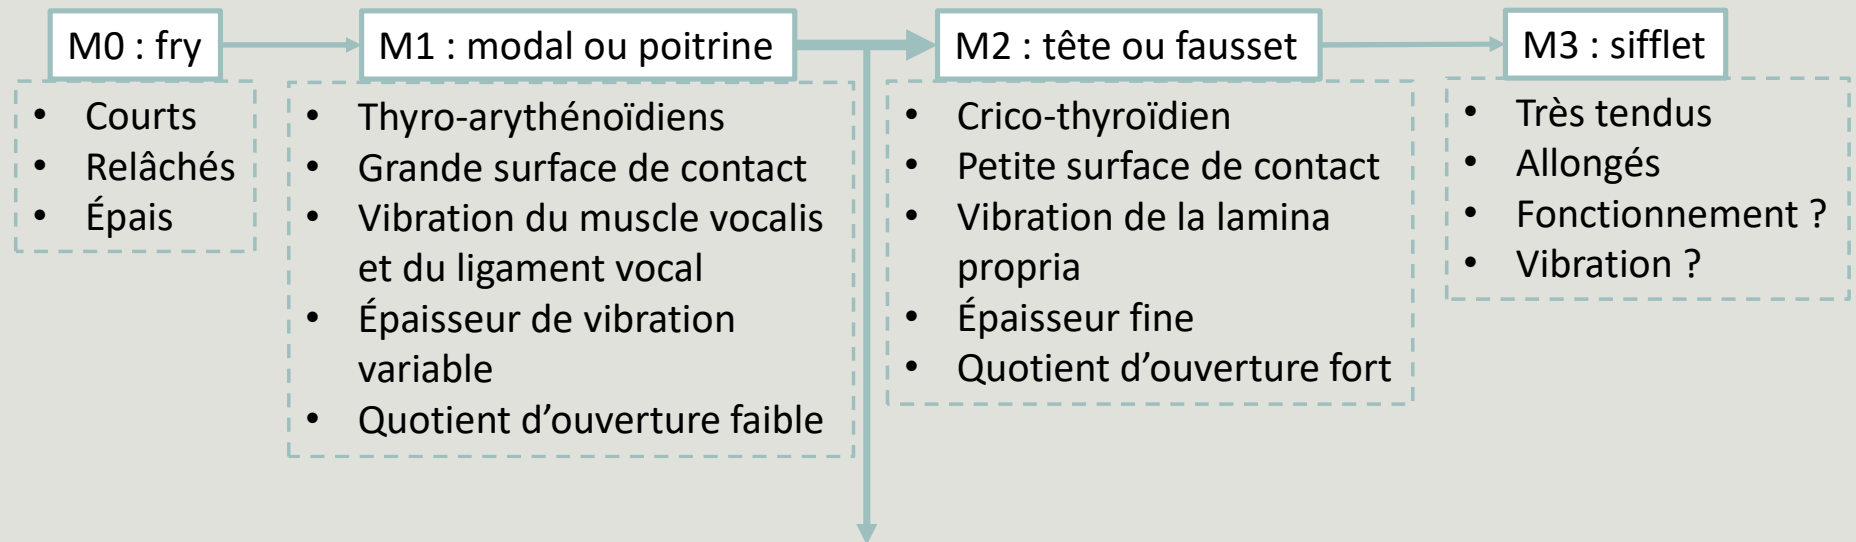 M0 : fry
• Courts
• Relâchés
• Épais
M1 : modal ou poitrine
• Thyro-arythénoïdiens
• Grande surface de contact
• Vibration du muscle vocalis
et du ligament vocal
• Épaisseur de vibration
variable
• Quotient d’ouverture faible
M2 : tête ou fausset
• Crico-thyroïdien
• Petite surface de contact
• Vibration de la lamina
propria
• Épaisseur fine
• Quotient d’ouverture fort
M3 : sifflet
• Très tendus
• Allongés
• Fonctionnement ?
• Vibration ?